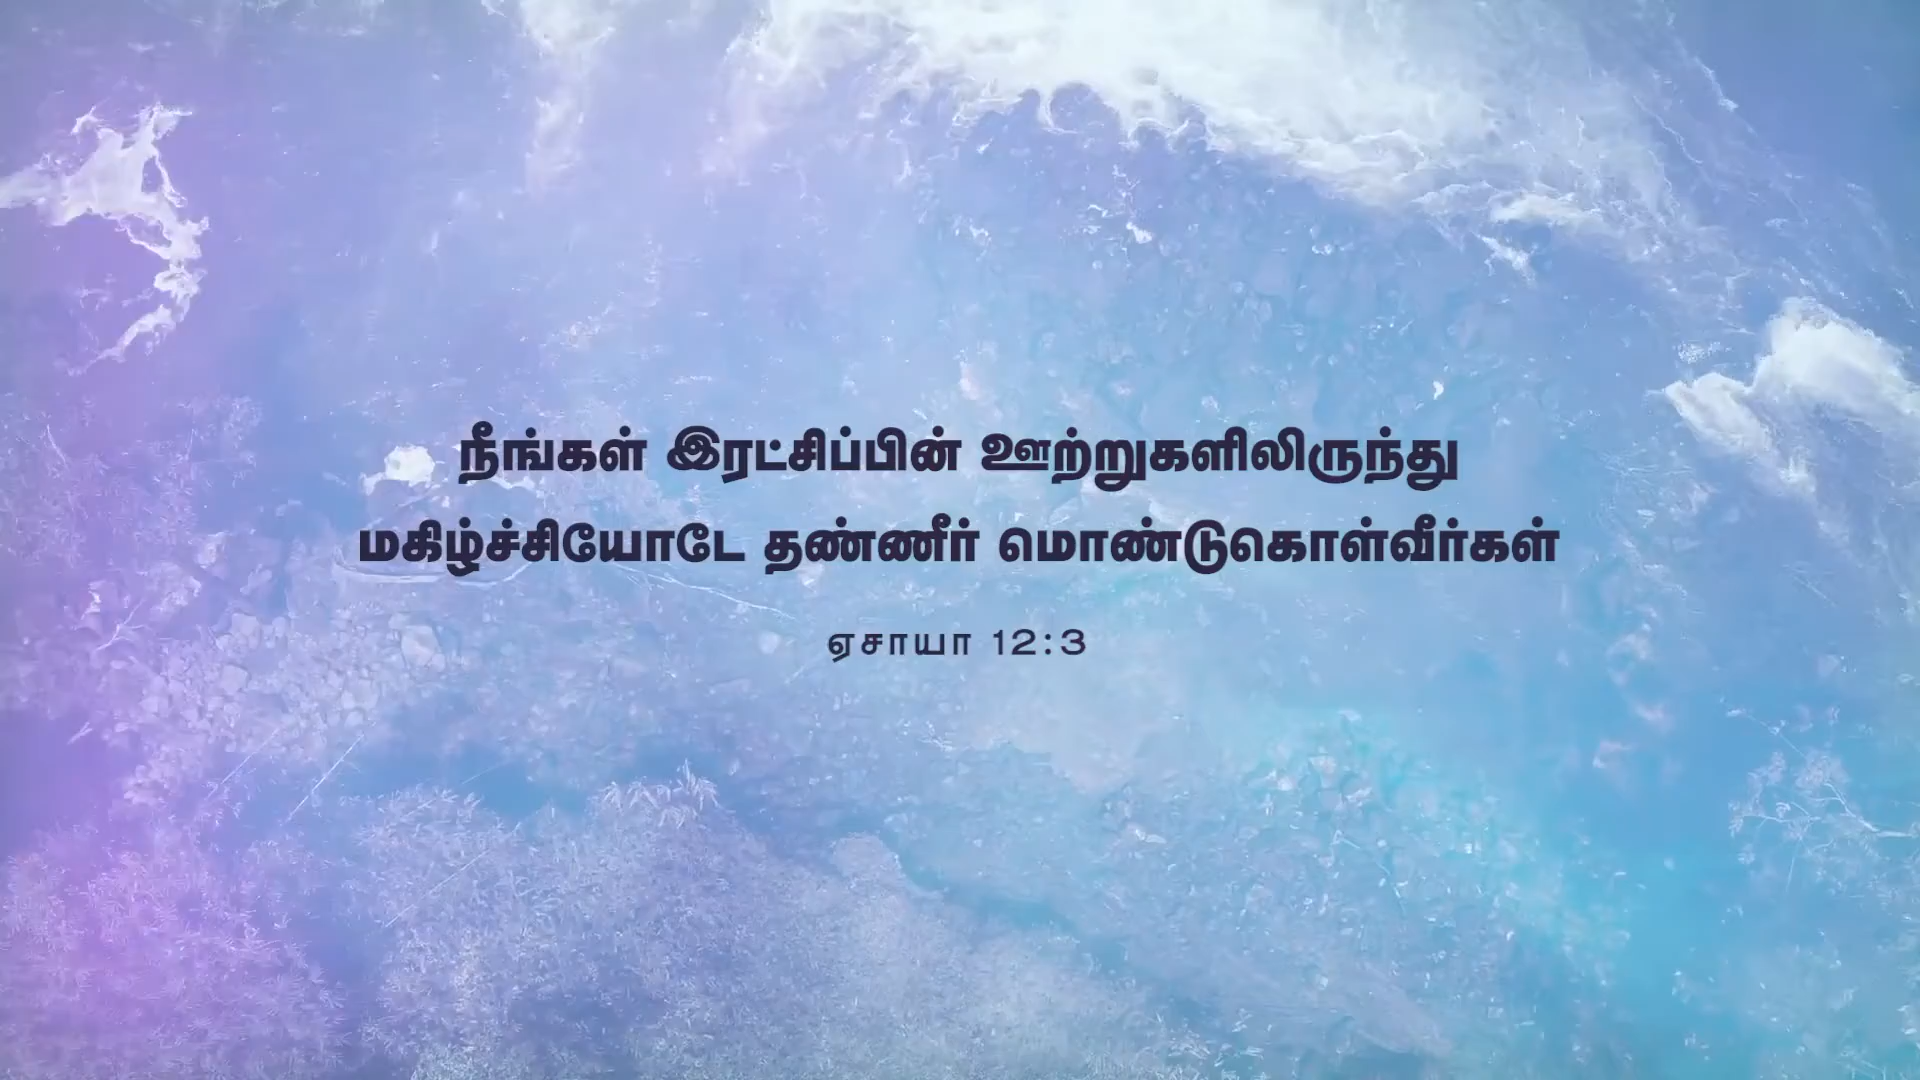 நீங்கள் இரட்சிப்பின் ஊற்றுகளிலிருந்து
மகிழ்ச்சியோடே தண்ணீர் மொண்டுகொள்வீர்கள்
ஏசாயா 12:3